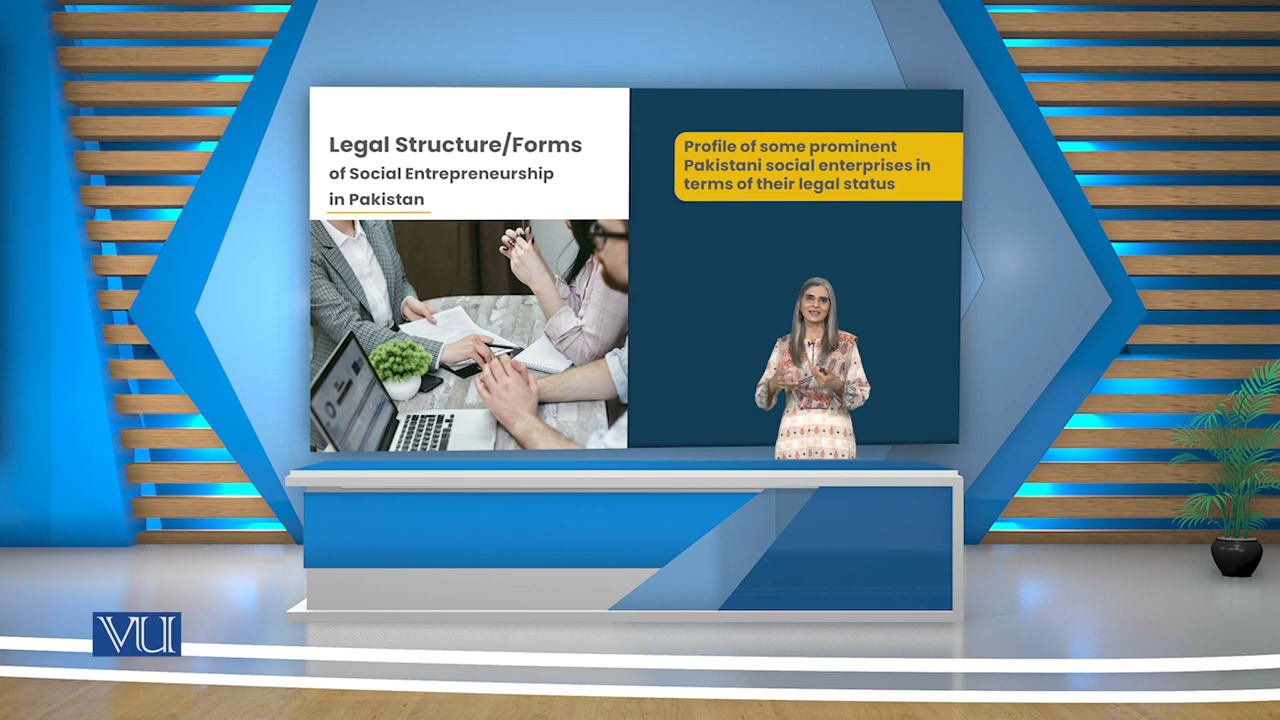 Legal Structure/Forms
of Social Entrepreneurship
in Pakistan
Profile of some prominent
Pakistani social enterprises in
terms of their legal status
VU